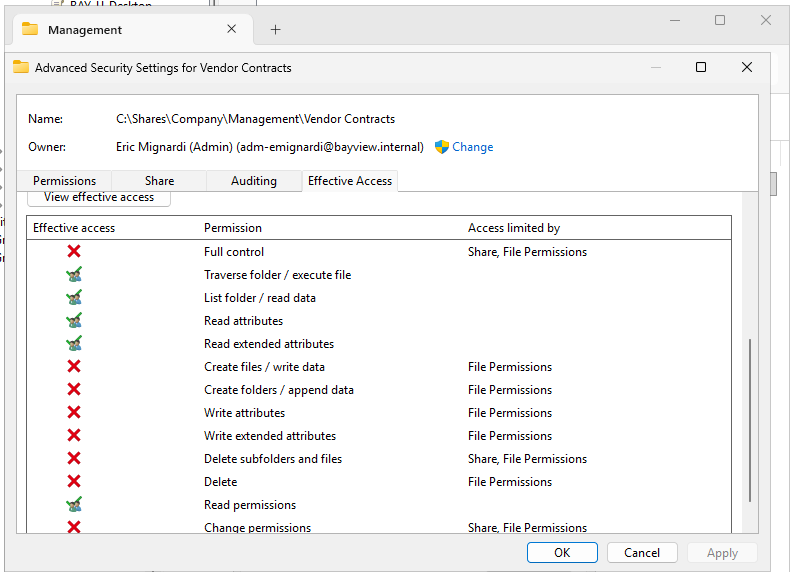 BAY-U-Desktop
Management
Advanced Security Settings for Vendor Contracts
Name: C:\Shares\Company\Management\Vendor Contracts
Owner: Eric Mignardi (Admin) (adm-emignardi@bayview.internal) Change
Permissions Share Auditing Effective Access
View effective access
Effective access Permission Access limited by
Full control Share, File Permissions
Traverse folder / execute file
List folder / read data
Read attributes
Read extended attributes
Create files / write data File Permissions
Create folders / append data File Permissions
Write attributes File Permissions
Write extended attributes File Permissions
Delete subfolders and files Share, File Permissions
Delete File Permissions
Read permissions
Change permissions Share, File Permissions
OK Cancel Apply